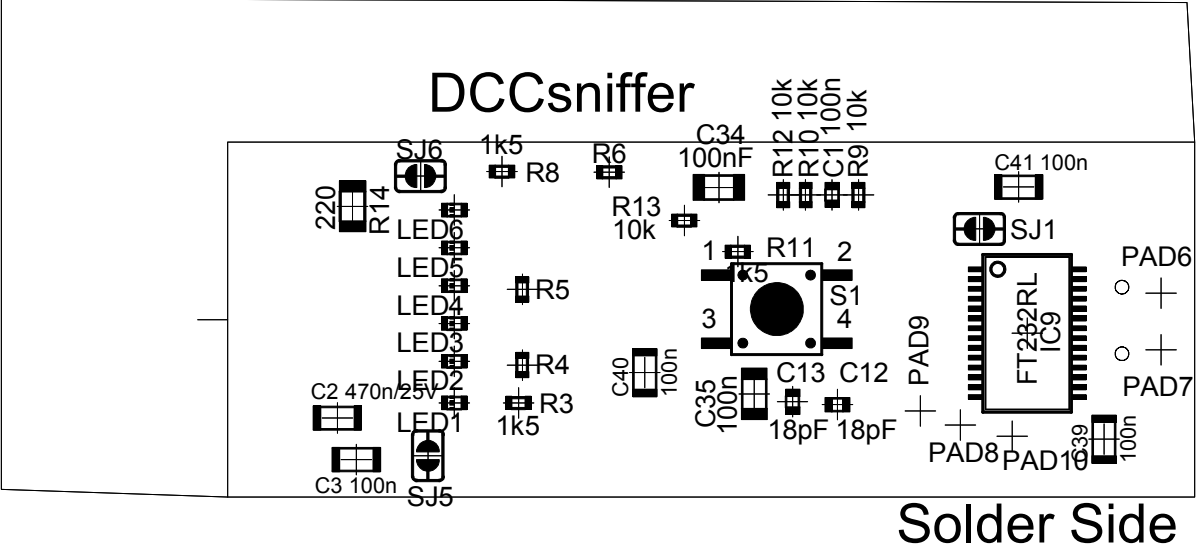 DCCsniffer
R12 10k
R10 10k
C1 100n
R9 10k
SJ6
1k5
R8
R6
C34
100nF
C41 100n
220
R14
R13
10k
SJ1
LED6
LED5
LED4
LED3
LED2
LED1
R5
R4
R3
1k5
1
2
R11
1k5
S1
3
4
PAD6
FT232RL
IC9
PAD9
PAD7
C40
100n
C35
100n
C13
18pF
C12
18pF
C2 470n/25V
C3 100n
SJ5
PAD8
PAD10
C39
100n
Solder Side